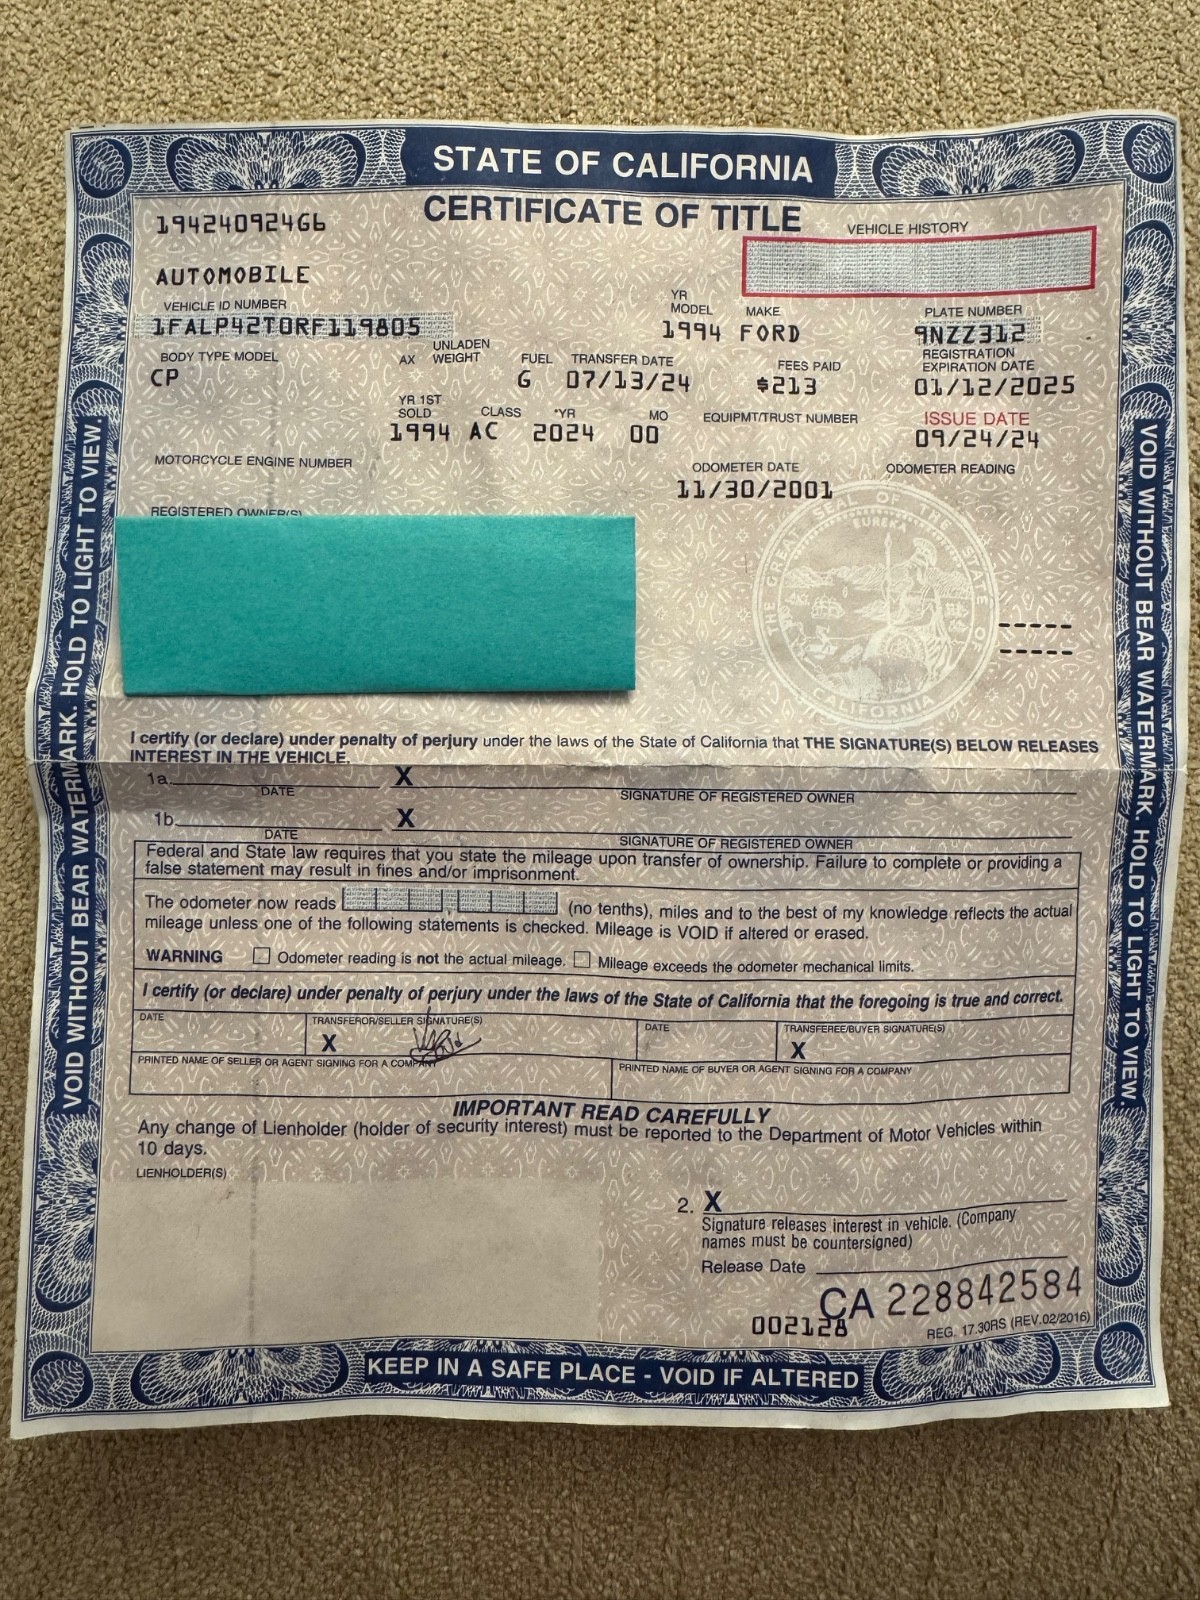 STATE OF CALIFORNIA
CERTIFICATE OF TITLE
194240924G6
VEHICLE HISTORY
AUTOMOBILE
VEHICLE ID NUMBER
YR MODEL
MAKE
PLATE NUMBER
1FALP42T0RF119805
1994 FORD
9NZZ312
BODY TYPE MODEL
AX
UNLADEN WEIGHT
FUEL
TRANSFER DATE
FEES PAID
REGISTRATION EXPIRATION DATE
CP
G
07/13/24
$213
01/12/2025
YR 1ST SOLD
CLASS
*YR
MO
EQUIPMT/TRUST NUMBER
ISSUE DATE
1994 AC 2024 00
09/24/24
MOTORCYCLE ENGINE NUMBER
ODOMETER DATE
ODOMETER READING
11/30/2001
REGISTERED OWNER(S)
THE GREAT SEAL OF THE STATE OF CALIFORNIA
EUREKA
I certify (or declare) under penalty of perjury under the laws of the State of California that THE SIGNATURE(S) BELOW RELEASES
INTEREST IN THE VEHICLE.
1a. X
DATE
SIGNATURE OF REGISTERED OWNER
1b. X
DATE
SIGNATURE OF REGISTERED OWNER
Federal and State law requires that you state the mileage upon transfer of ownership. Failure to complete or providing a
false statement may result in fines and/or imprisonment.
The odometer now reads , (no tenths), miles and to the best of my knowledge reflects the actual
mileage unless one of the following statements is checked. Mileage is VOID if altered or erased.
WARNING Odometer reading is not the actual mileage. Mileage exceeds the odometer mechanical limits.
I certify (or declare) under penalty of perjury under the laws of the State of California that the foregoing is true and correct.
DATE
TRANSFEROR/SELLER SIGNATURE(S)
X
DATE
TRANSFEREE/BUYER SIGNATURE(S)
X
PRINTED NAME OF SELLER OR AGENT SIGNING FOR A COMPANY
PRINTED NAME OF BUYER OR AGENT SIGNING FOR A COMPANY
IMPORTANT READ CAREFULLY
Any change of Lienholder (holder of security interest) must be reported to the Department of Motor Vehicles within
10 days.
LIENHOLDER(S)
2. X
Signature releases interest in vehicle. (Company
names must be countersigned)
Release Date
CA 228842584
002128
REG. 17.30RS (REV.02/2016)
KEEP IN A SAFE PLACE - VOID IF ALTERED
VOID WITHOUT BEAR WATERMARK. HOLD TO LIGHT TO VIEW.
VOID WITHOUT BEAR WATERMARK. HOLD TO LIGHT TO VIEW.